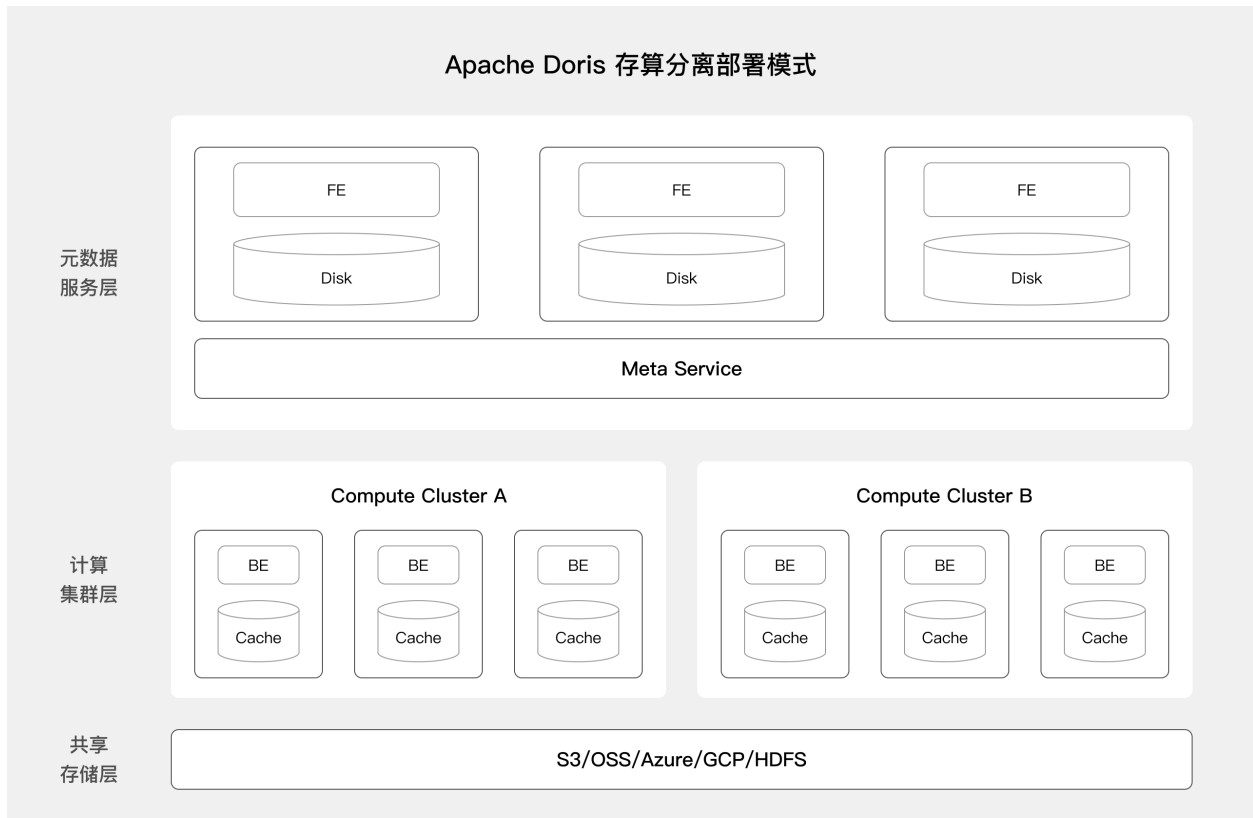 Apache Doris 存算分离部署模式
元数据
服务层
FE
FE
FE
Disk
Disk
Disk
Meta Service
计算
集群层
Compute Cluster A
BE
BE
BE
Cache
Cache
Cache
Compute Cluster B
BE
BE
BE
Cache
Cache
Cache
共享
存储层
S3/OSS/Azure/GCP/HDFS